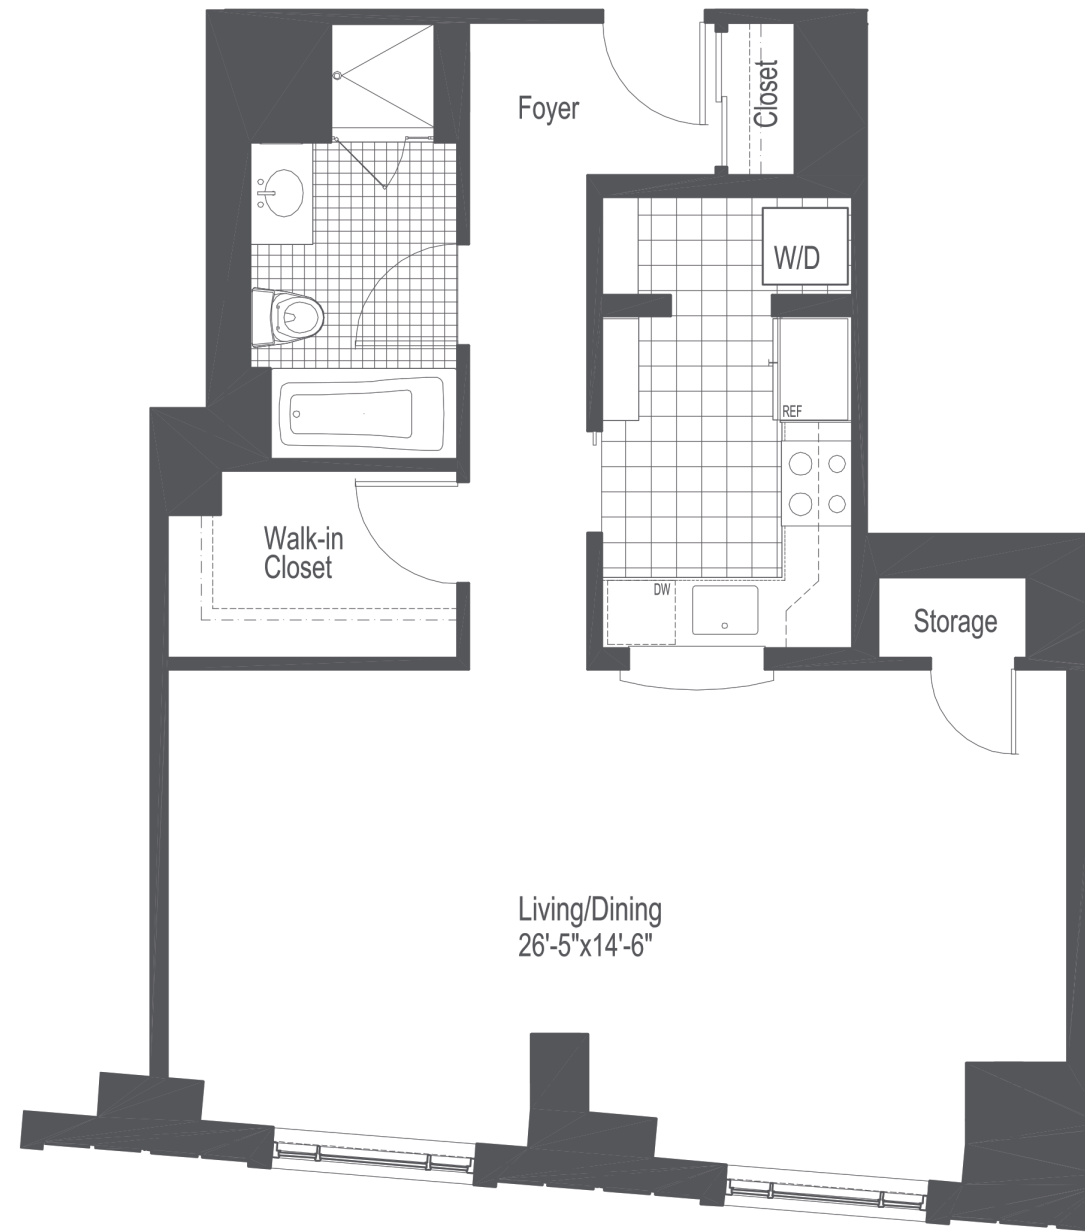 Foyer
Closet
W/D
REF
Walk-in
Closet
DW
Storage
Living/Dining
26'-5"x14'-6"